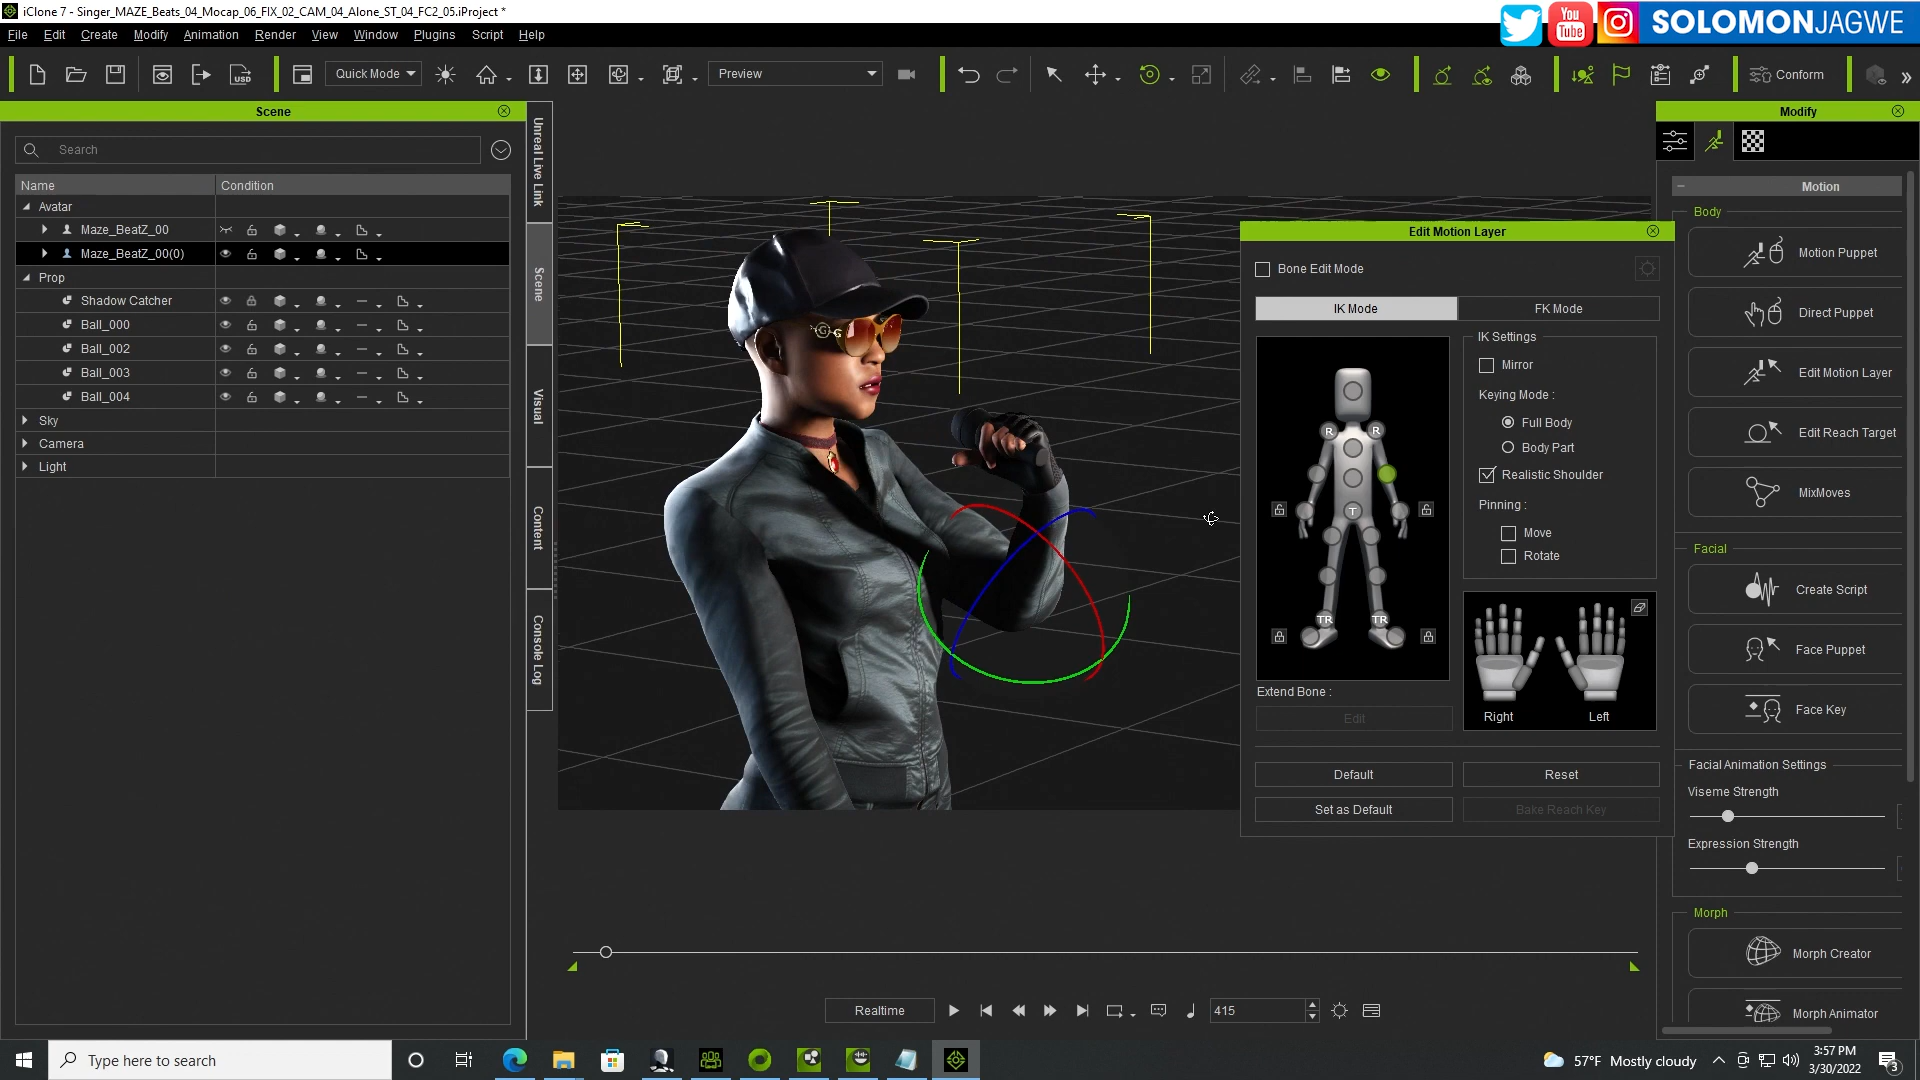 iClone 7 - Singer_MAZE_Beats_04_Mocap_06_FIX_02_CAM_04_Alone_ST_04_FC2_05.iProject *
SOLOMONJAGWE
You Tube
File Edit Create Modify Animation Render View Window Plugins Script Help
USD
Quick Mode
Preview
Conform
Scene
Search
Name Condition
Avatar
Maze_BeatZ_00
Maze_BeatZ_00(0)
Prop
Shadow Catcher
Ball_000
Ball_002
Ball_003
Ball_004
Sky
Camera
Light
Unreal Live Link
Scene
Visual
Content
Console Log
Edit Motion Layer
Bone Edit Mode
IK Mode FK Mode
R R
T
TR TR
IK Settings
Mirror
Keying Mode :
Full Body
Body Part
Realistic Shoulder
Pinning :
Move
Rotate
Right Left
Extend Bone :
Edit
Default Reset
Set as Default Bake Reach Key
Modify
Motion
Body
Motion Puppet
Direct Puppet
Edit Motion Layer
Edit Reach Target
MixMoves
Facial
Create Script
Face Puppet
Face Key
Facial Animation Settings
Viseme Strength
Expression Strength
Morph
Morph Creator
Morph Animator
Realtime
415
Type here to search
57°F Mostly cloudy
3:57 PM
3/30/2022
3